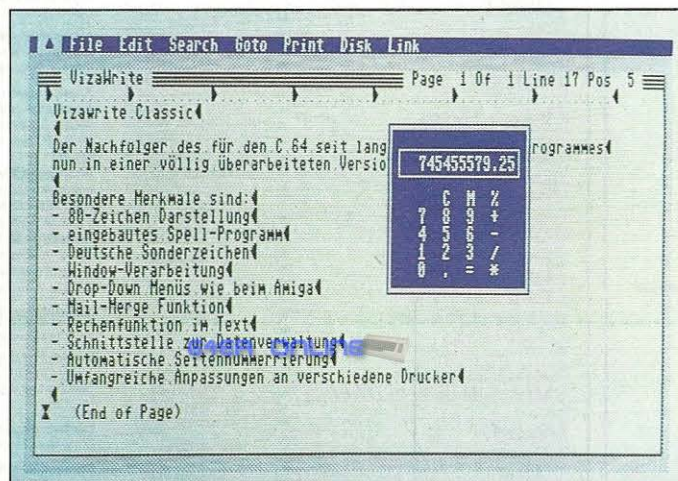 File Edit Search Goto Print Disk Link
VizaWrite Page 1 Of 1 Line 17 Pos 5
Vizawrite Classic
Der Nachfolger des für den C 64 seit lang rogrammes
nun in einer völlig überarbeiteten Versio
745455579.25
Besondere Merkmale sind:
- 80-Zeichen Darstellung
- eingebautes Spell-Programm
- Deutsche Sonderzeichen
- Window-Verarbeitung
- Drop-Down Menüs wie beim Amiga
- Mail-Merge Funktion
- Rechenfunktion im Text
- Schnittstelle zur Datenverwaltung
- Automatische Seitennummerrierung
- Umfangreiche Anpassungen an verschiedene Drucker
(End of Page)
C M %
7 8 9 +
4 5 6 -
1 2 3 /
0 . = *
C64 ONLINE